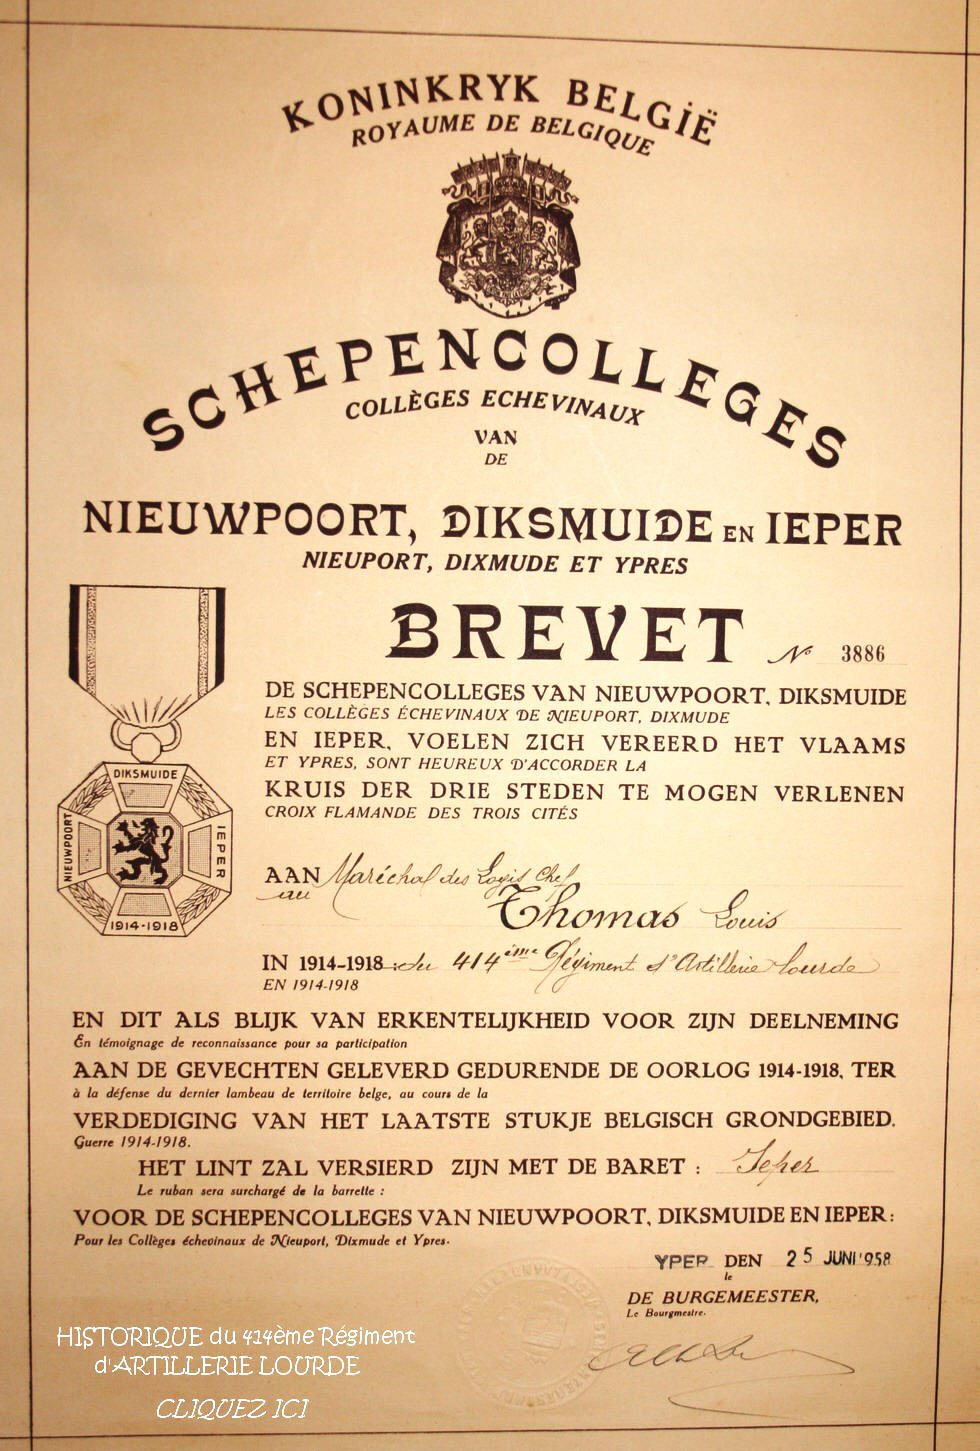 KONINKRYK BELGIË
ROYAUME DE BELGIQUE
SCHEPENCOLLEGES
COLLÈGES ECHEVINAUX
VAN
DE
NIEUWPOORT, DIKSMUIDE EN IEPER
NIEUPORT, DIXMUDE ET YPRES
BREVET Nº 3886
DE SCHEPENCOLLEGES VAN NIEUWPOORT, DIKSMUIDE
LES COLLÈGES ÉCHEVINAUX DE NIEUPORT, DIXMUDE
EN IEPER, VOELEN ZICH VEREERD HET VLAAMS
ET YPRES, SONT HEUREUX D'ACCORDER LA
KRUIS DER DRIE STEDEN TE MOGEN VERLENEN
CROIX FLAMANDE DES TROIS CITÉS
DIKSMUIDE
NIEUWPOORT
IEPER
1914-1918
AAN Maréchal des Logis Chef
au
Thomas Louis
IN 1914-1918 : du 414ème Régiment d'Artillerie Lourde
EN 1914-1918
EN DIT ALS BLIJK VAN ERKENTELIJKHEID VOOR ZIJN DEELNEMING
En témoignage de reconnaissance pour sa participation
AAN DE GEVECHTEN GELEVERD GEDURENDE DE OORLOG 1914-1918, TER
à la défense du dernier lambeau de territoire belge, au cours de la
VERDEDIGING VAN HET LAATSTE STUKJE BELGISCH GRONDGEBIED.
Guerre 1914-1918.
HET LINT ZAL VERSIERD ZIJN MET DE BARET : Ieper
Le ruban sera surchargé de la barrette :
VOOR DE SCHEPENCOLLEGES VAN NIEUWPOORT, DIKSMUIDE EN IEPER :
Pour les Collèges échevinaux de Nieuport, Dixmude et Ypres.
YPER DEN 25 JUNI 1958
le
DE BURGEMEESTER,
Le Bourgmestre.
HISTORIQUE du 414ème Régiment
d'ARTILLERIE LOURDE
CLIQUEZ ICI